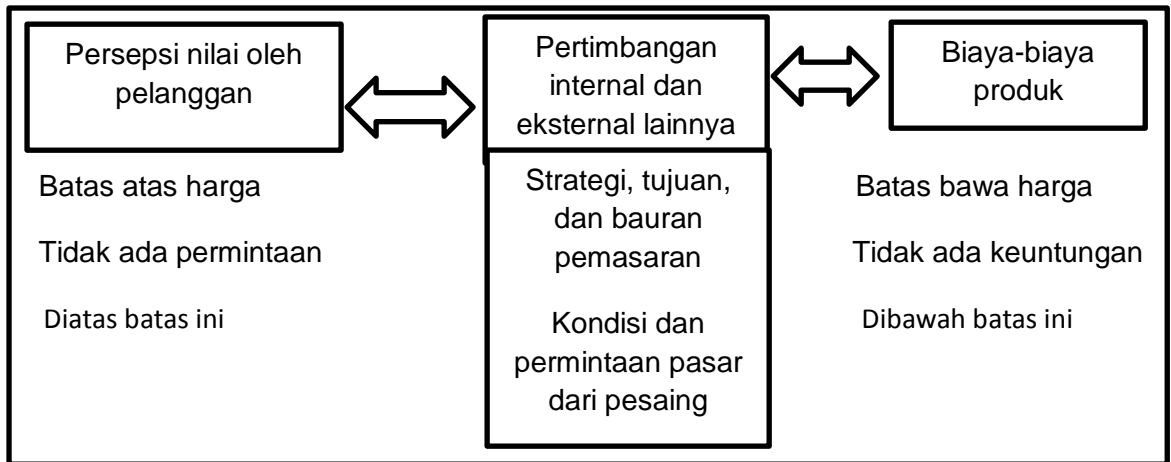 Persepsi nilai oleh
pelanggan
Batas atas harga
Tidak ada permintaan
Diatas batas ini
Pertimbangan
internal dan
eksternal lainnya
Strategi, tujuan,
dan bauran
pemasaran
Kondisi dan
permintaan pasar
dari pesaing
Biaya-biaya
produk
Batas bawa harga
Tidak ada keuntungan
Dibawah batas ini